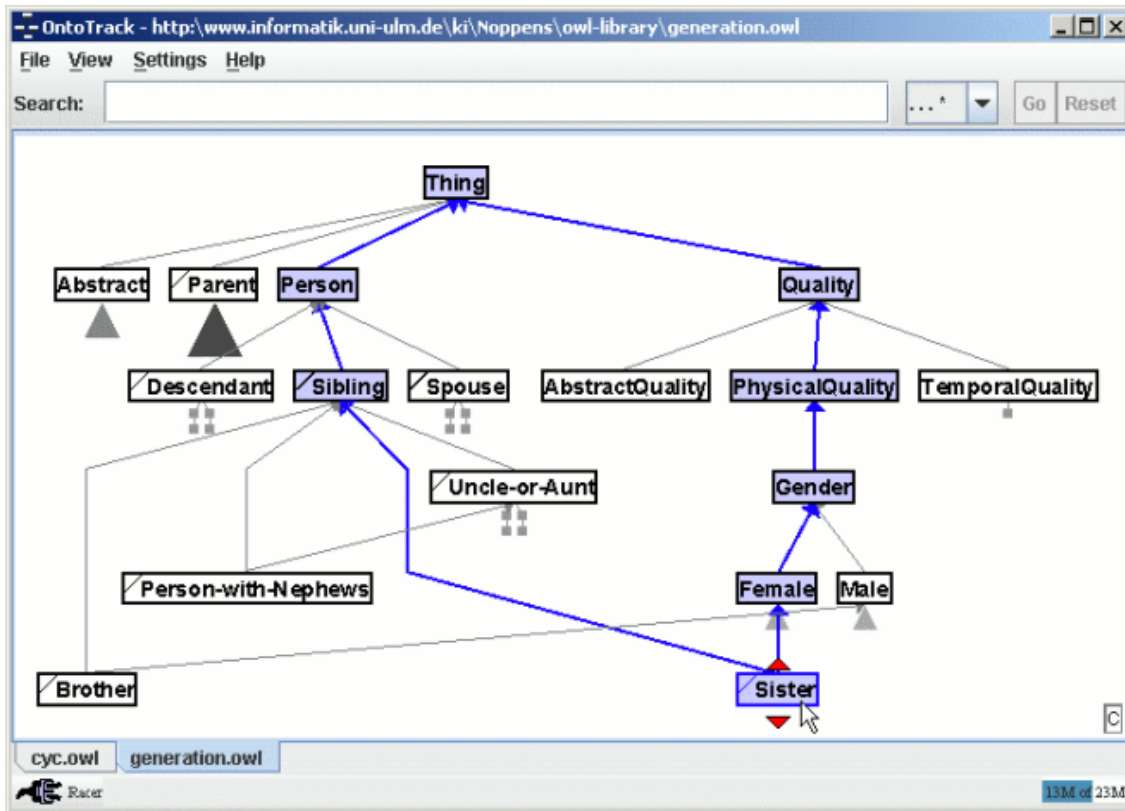 OntoTrack - http:\www.informatik.uni-ulm.de\ki\Noppens\owl-library\generation.owl
File View Settings Help
Search: ...* Go Reset
Thing
Abstract Parent Person Quality
Descendant Sibling Spouse AbstractQuality PhysicalQuality TemporalQuality
Uncle-or-Aunt Gender
Person-with-Nephews Female Male
Brother Sister
C
cyc.owl generation.owl
Racer 13M of 23M